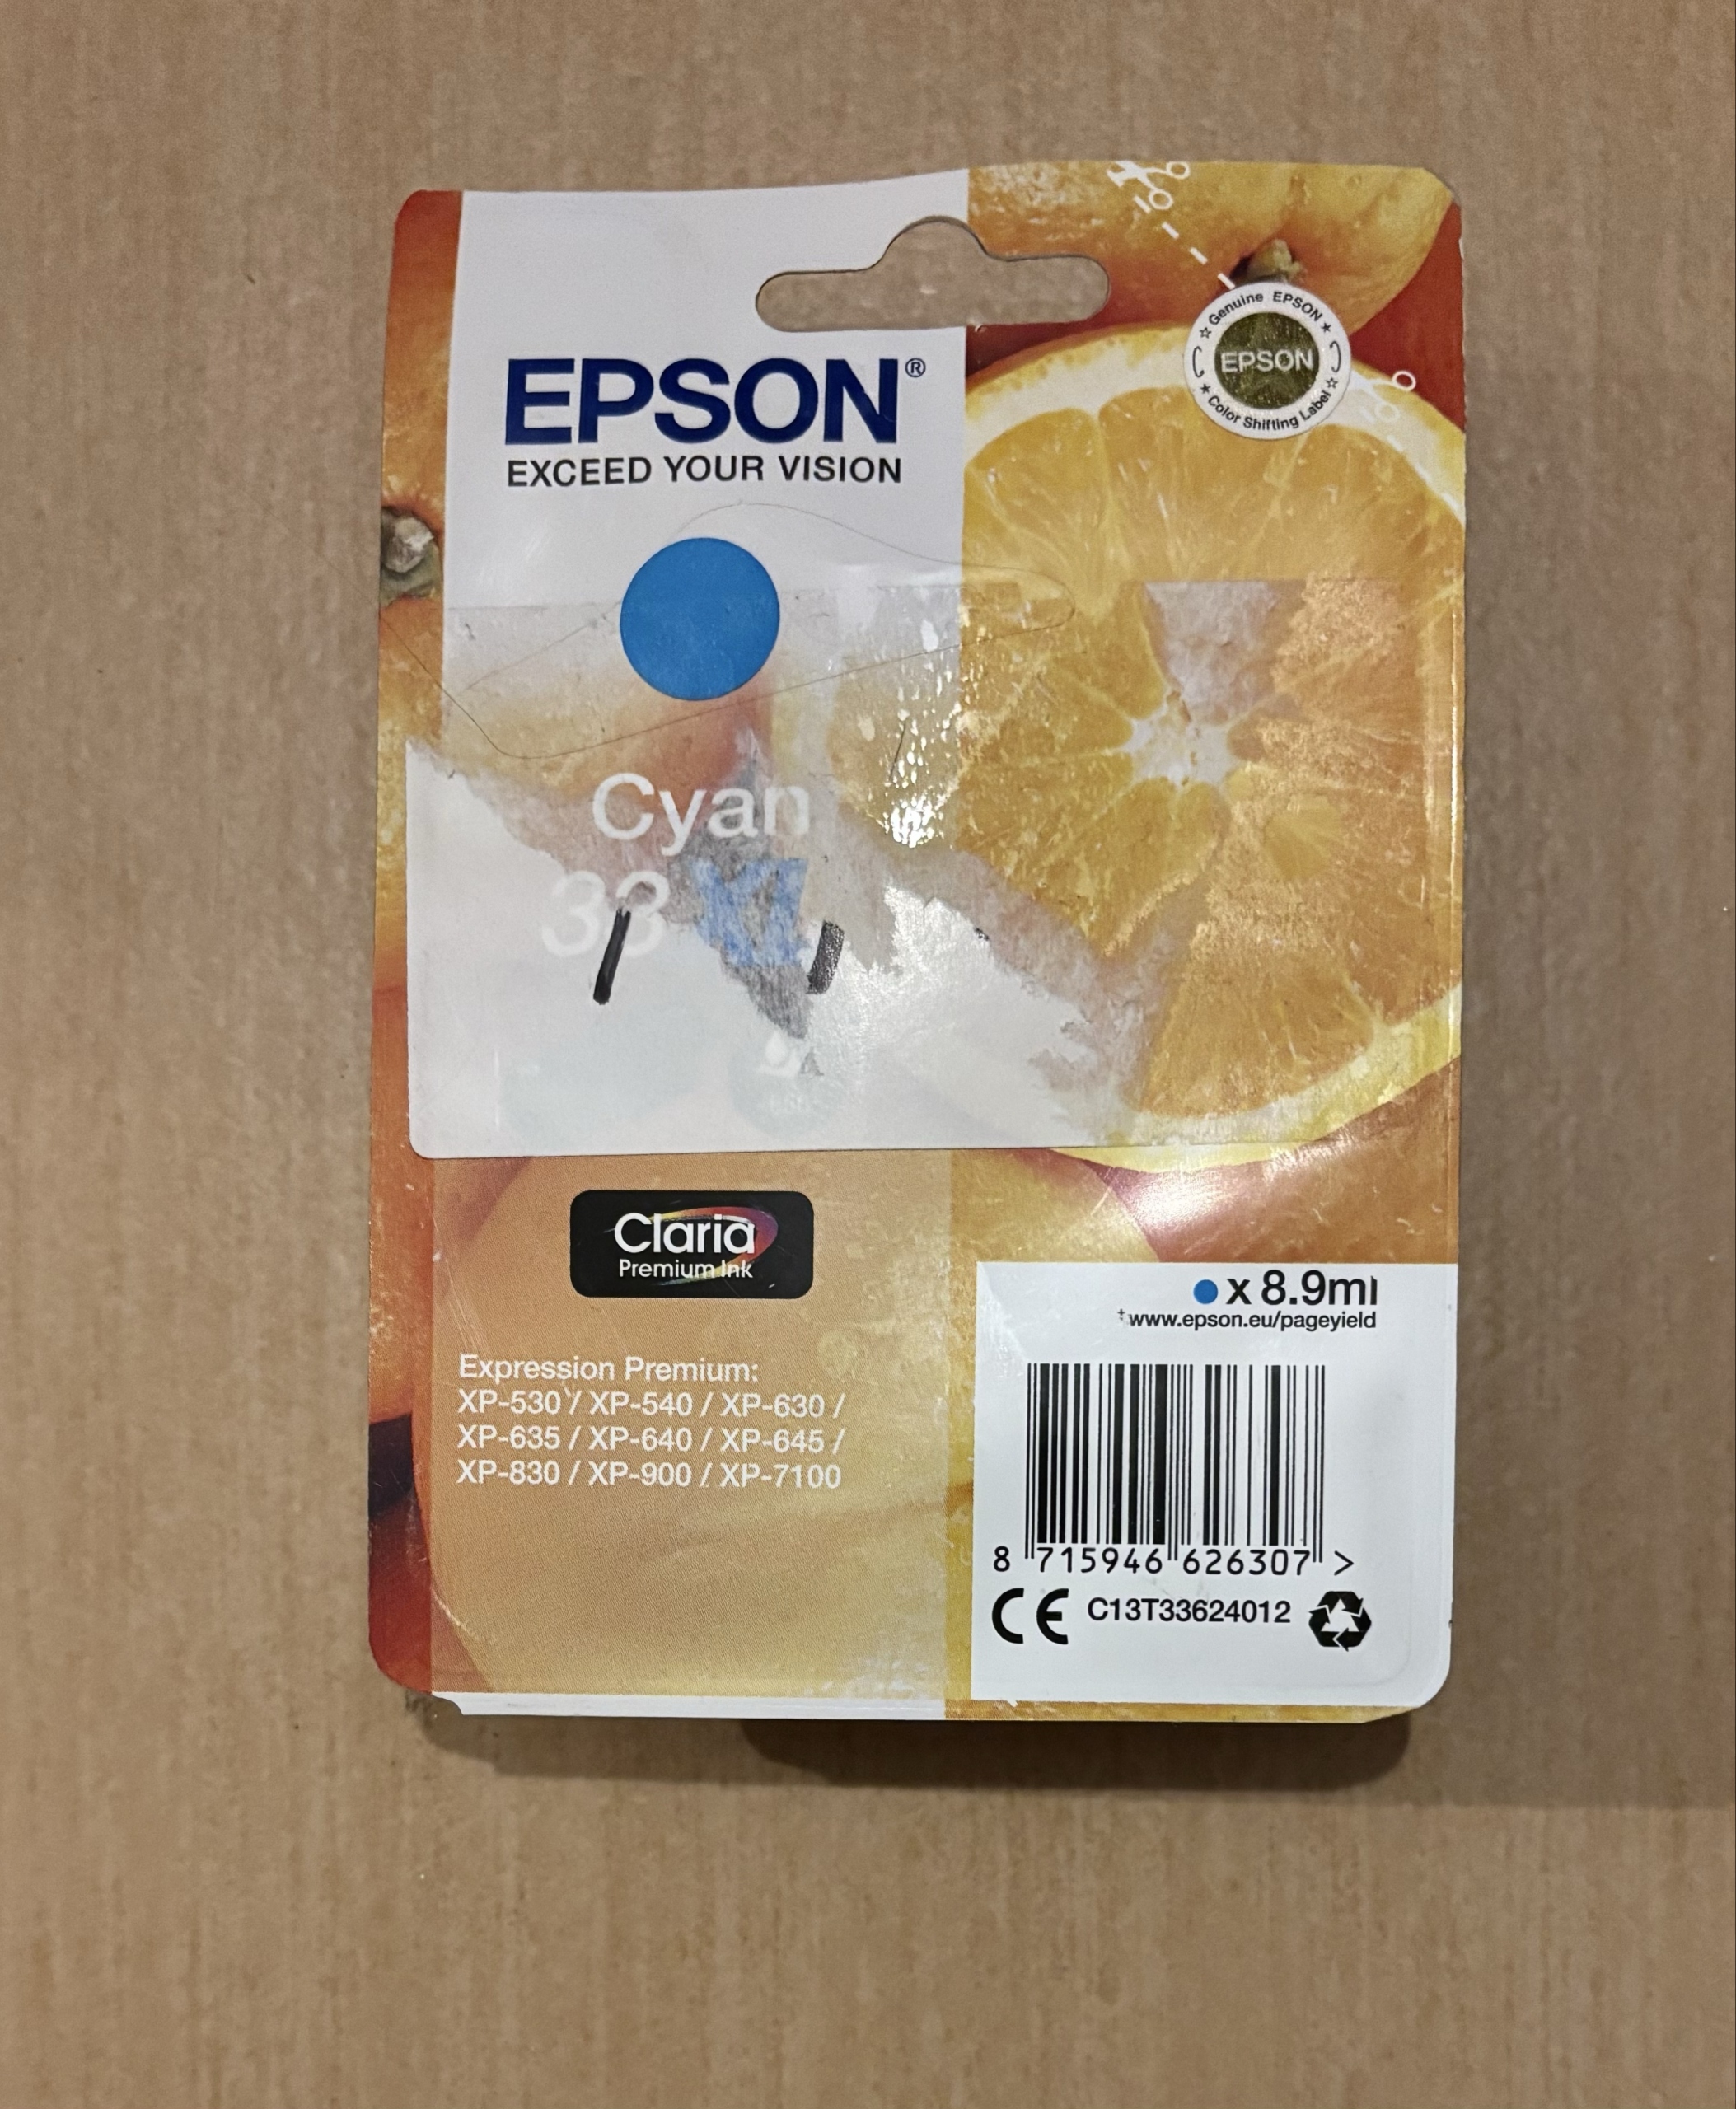 EPSON®
EXCEED YOUR VISION
Genuine EPSON
EPSON
Color Shifting Label
Cyan
33 XL
Claria
Premium Ink
Expression Premium:
XP-530 / XP-540 / XP-630 /
XP-635 / XP-640 / XP-645 /
XP-830 / XP-900 / XP-7100
x 8.9ml
‡www.epson.eu/pageyield
8 715946 626307 >
CE C13T33624012